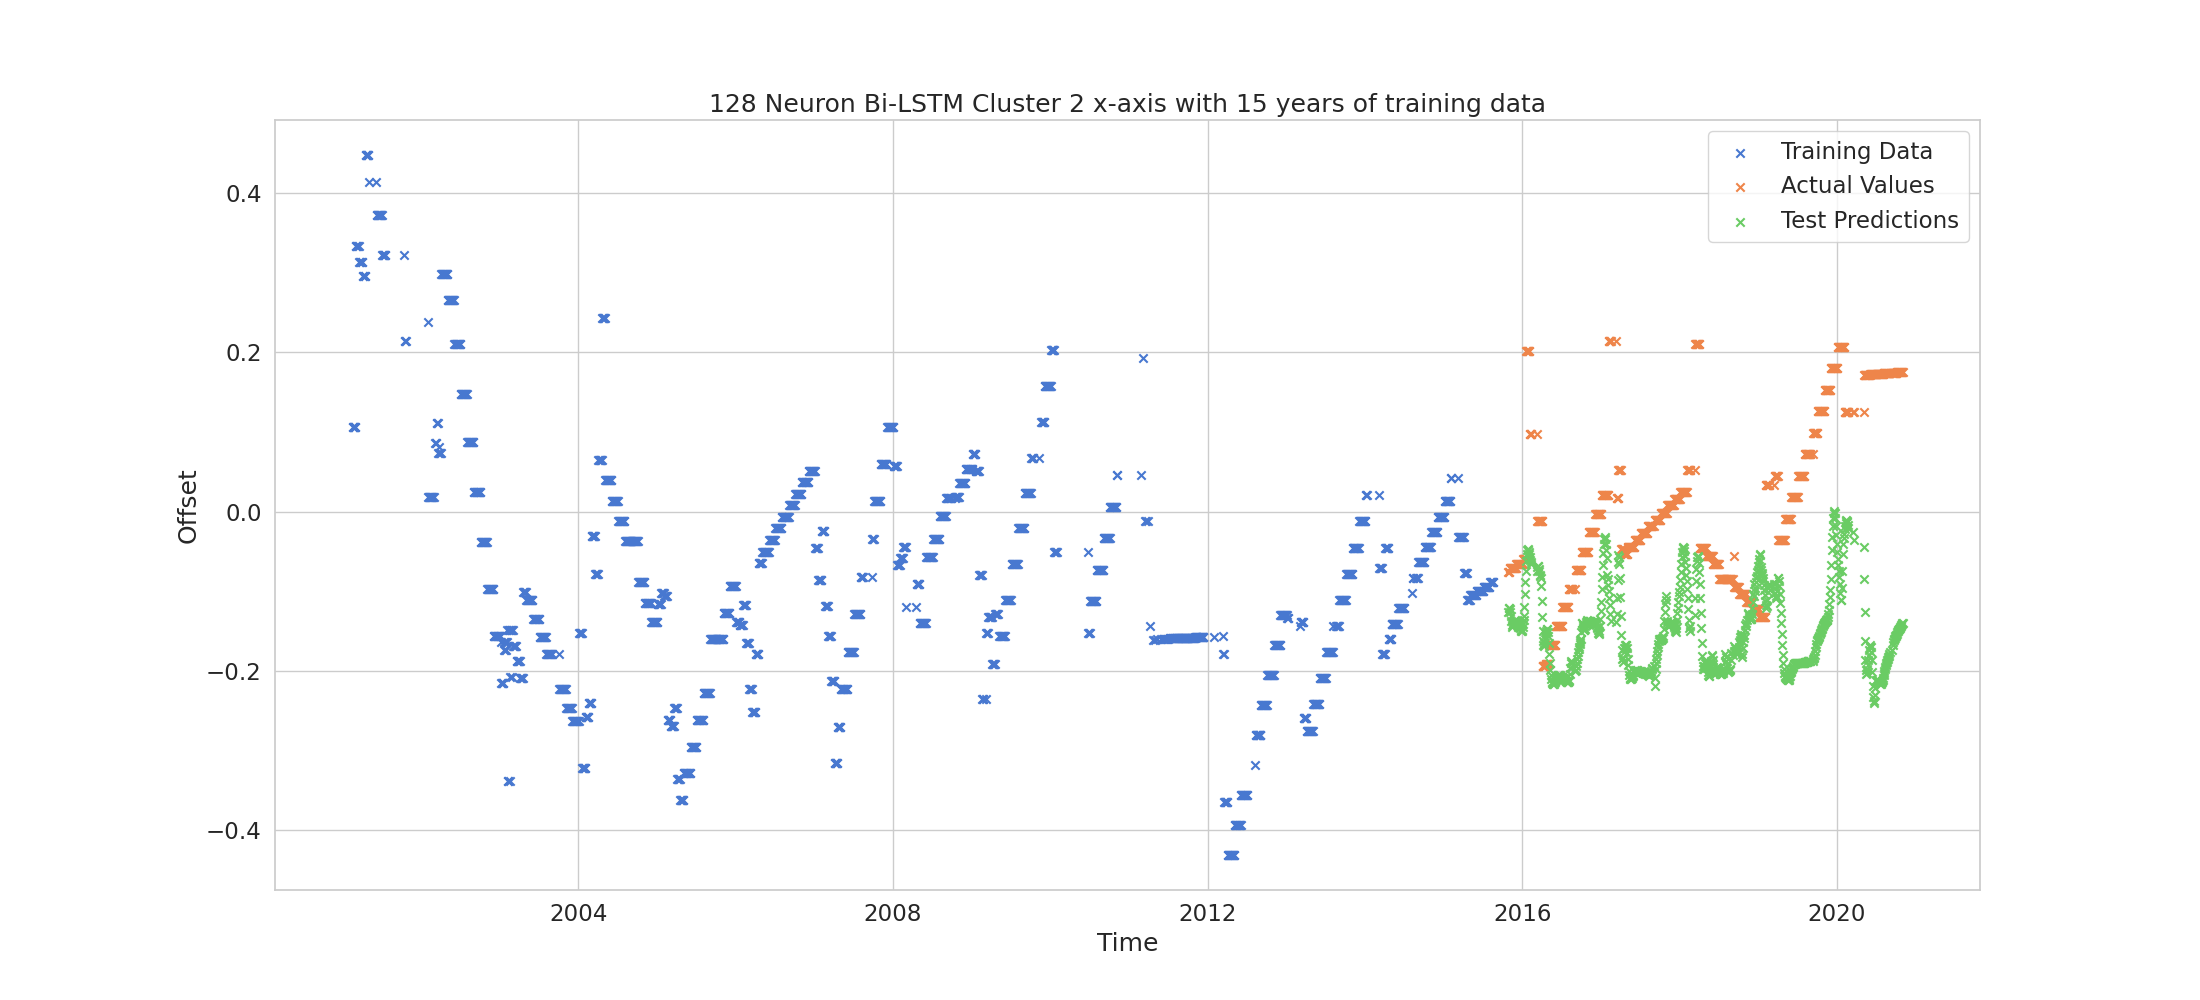 128 Neuron Bi-LSTM Cluster 2 x-axis with 15 years of training data
Training Data
Actual Values
Test Predictions
0.4
0.2
0.0
−0.2
−0.4
Offset
2004
2008
2012
2016
2020
Time